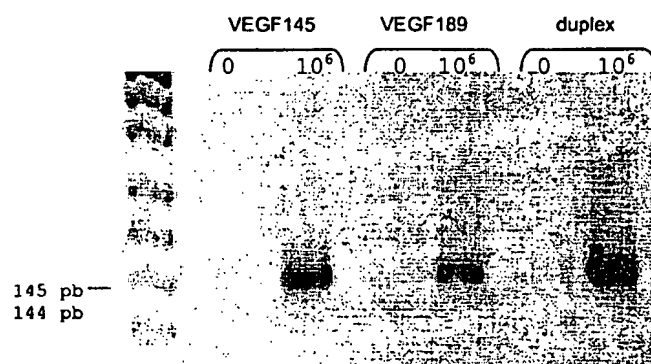 VEGF145 VEGF189 duplex
0 10⁶ 0 10⁶ 0 10⁶
145 pb
144 pb